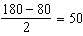 (180 − 80)/2 = 50